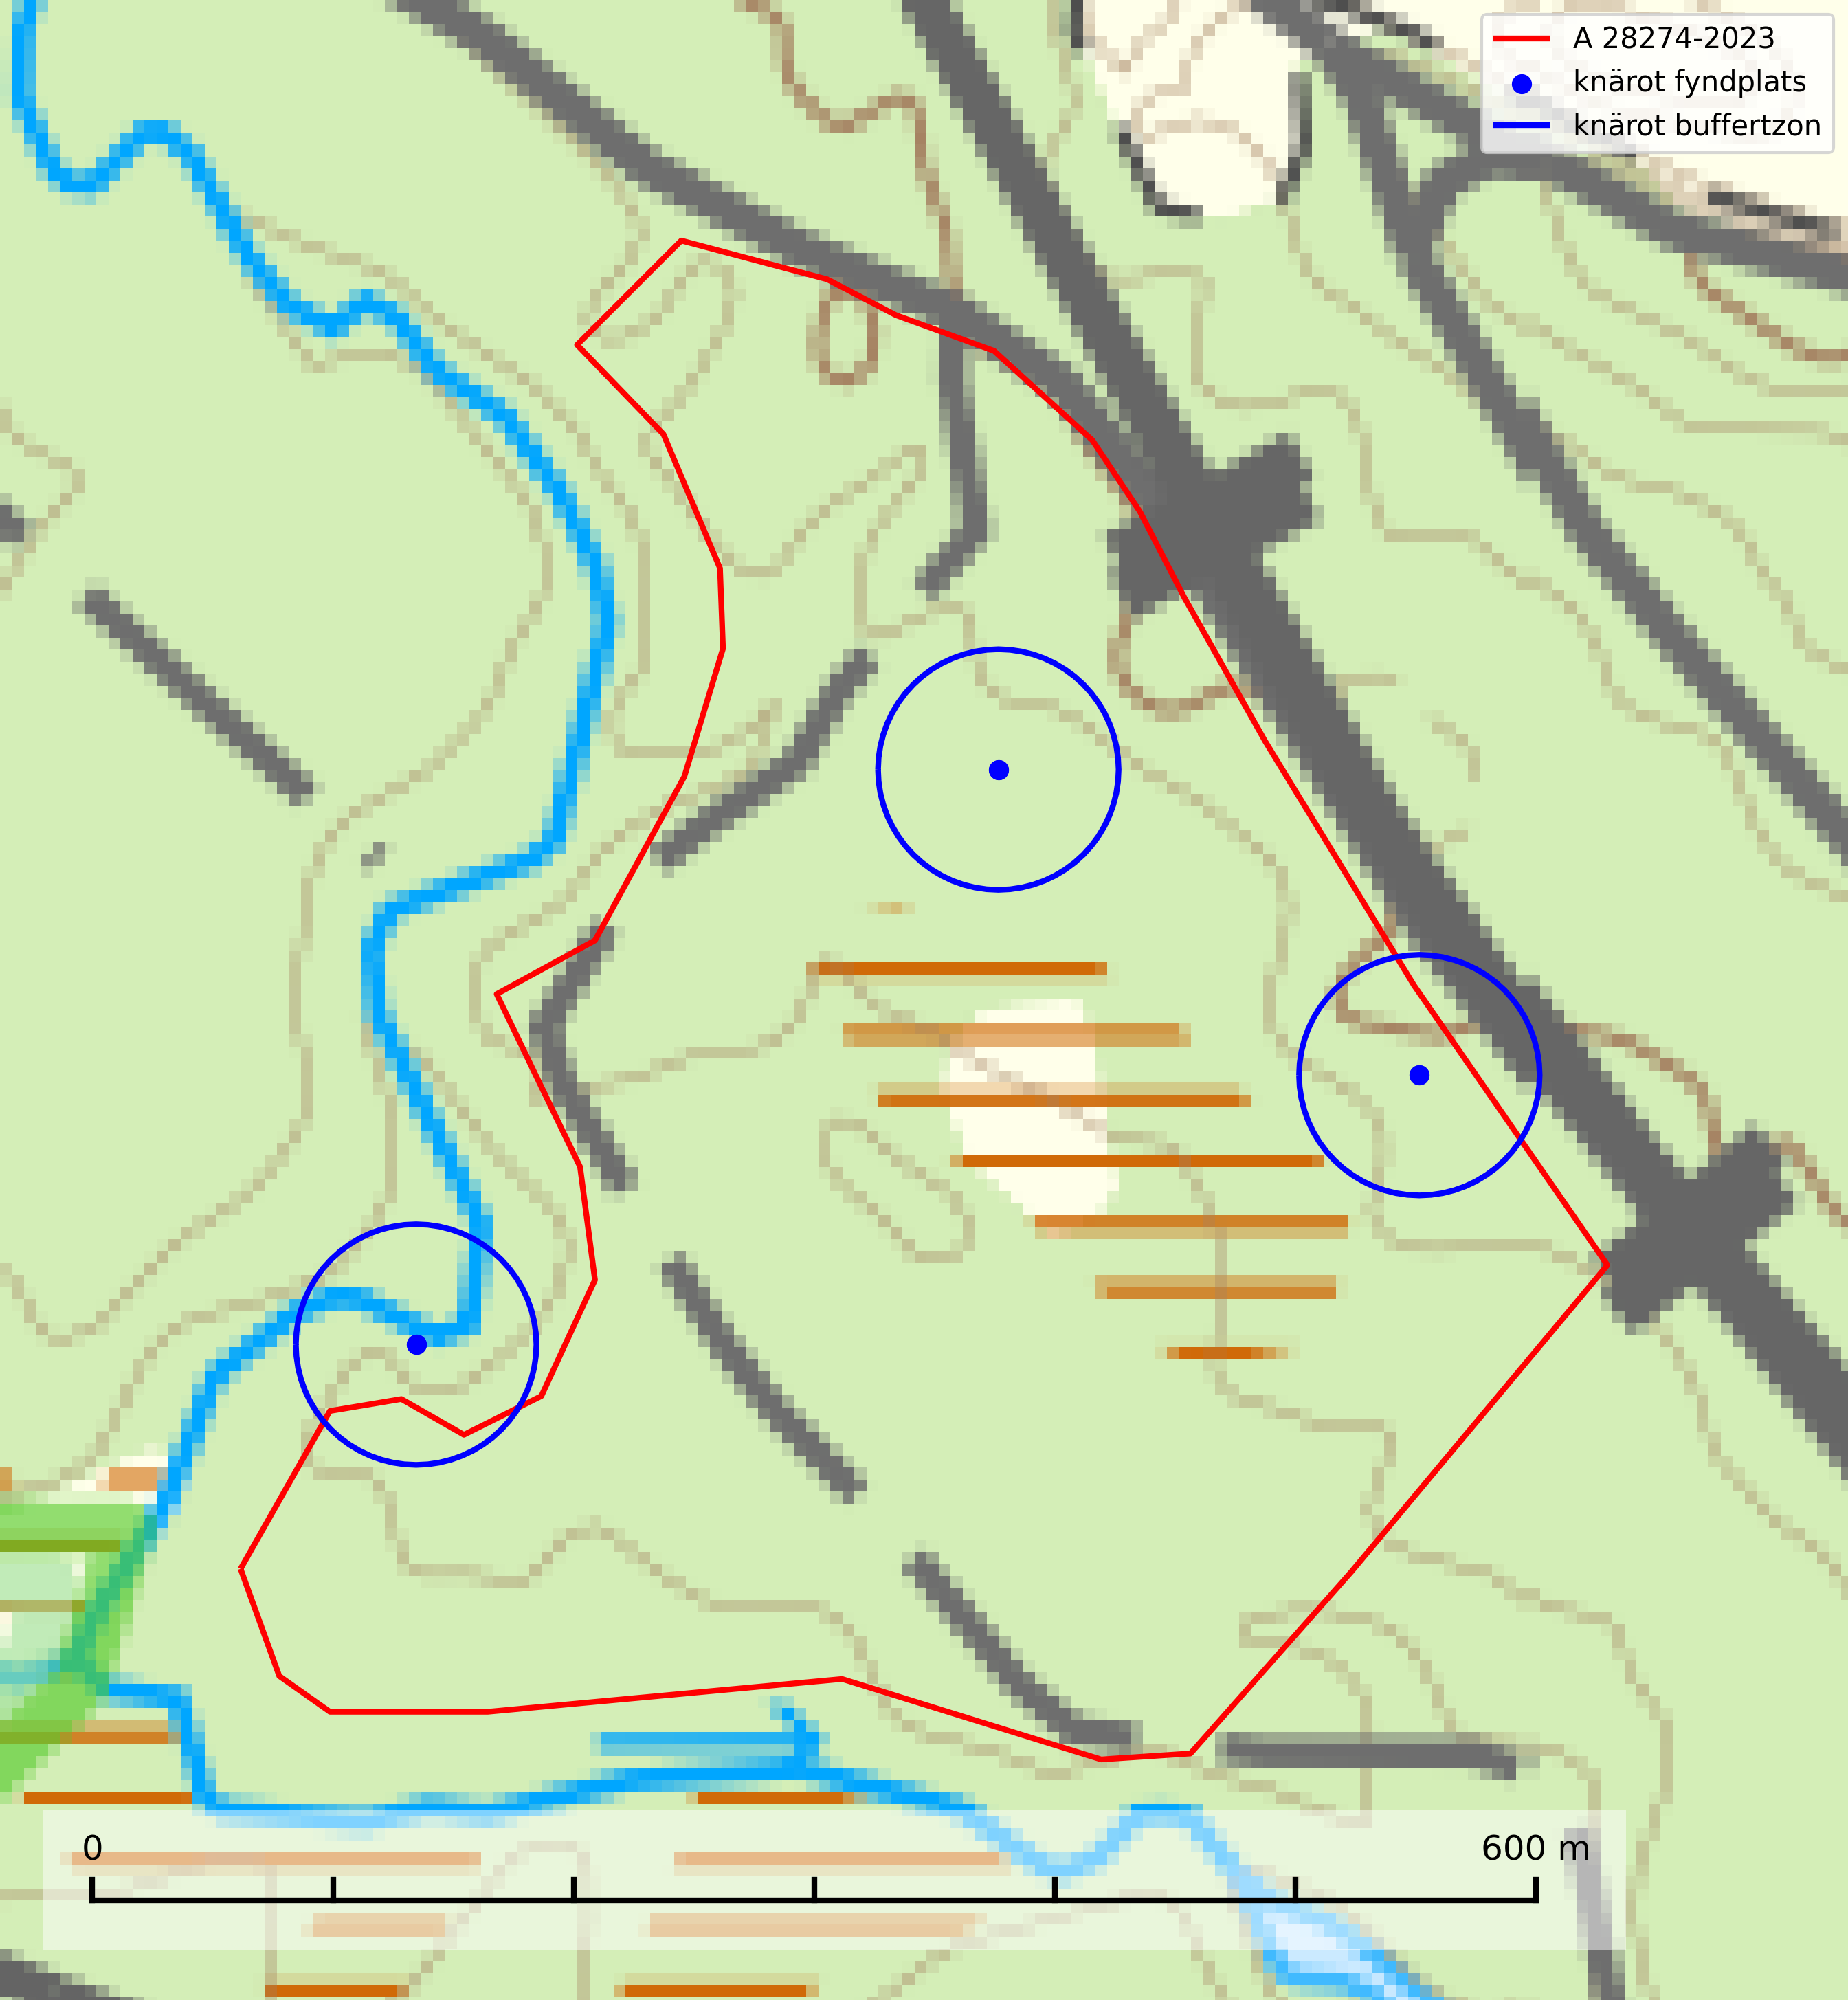 A 28274-2023
knärot fyndplats
knärot buffertzon
0
600 m